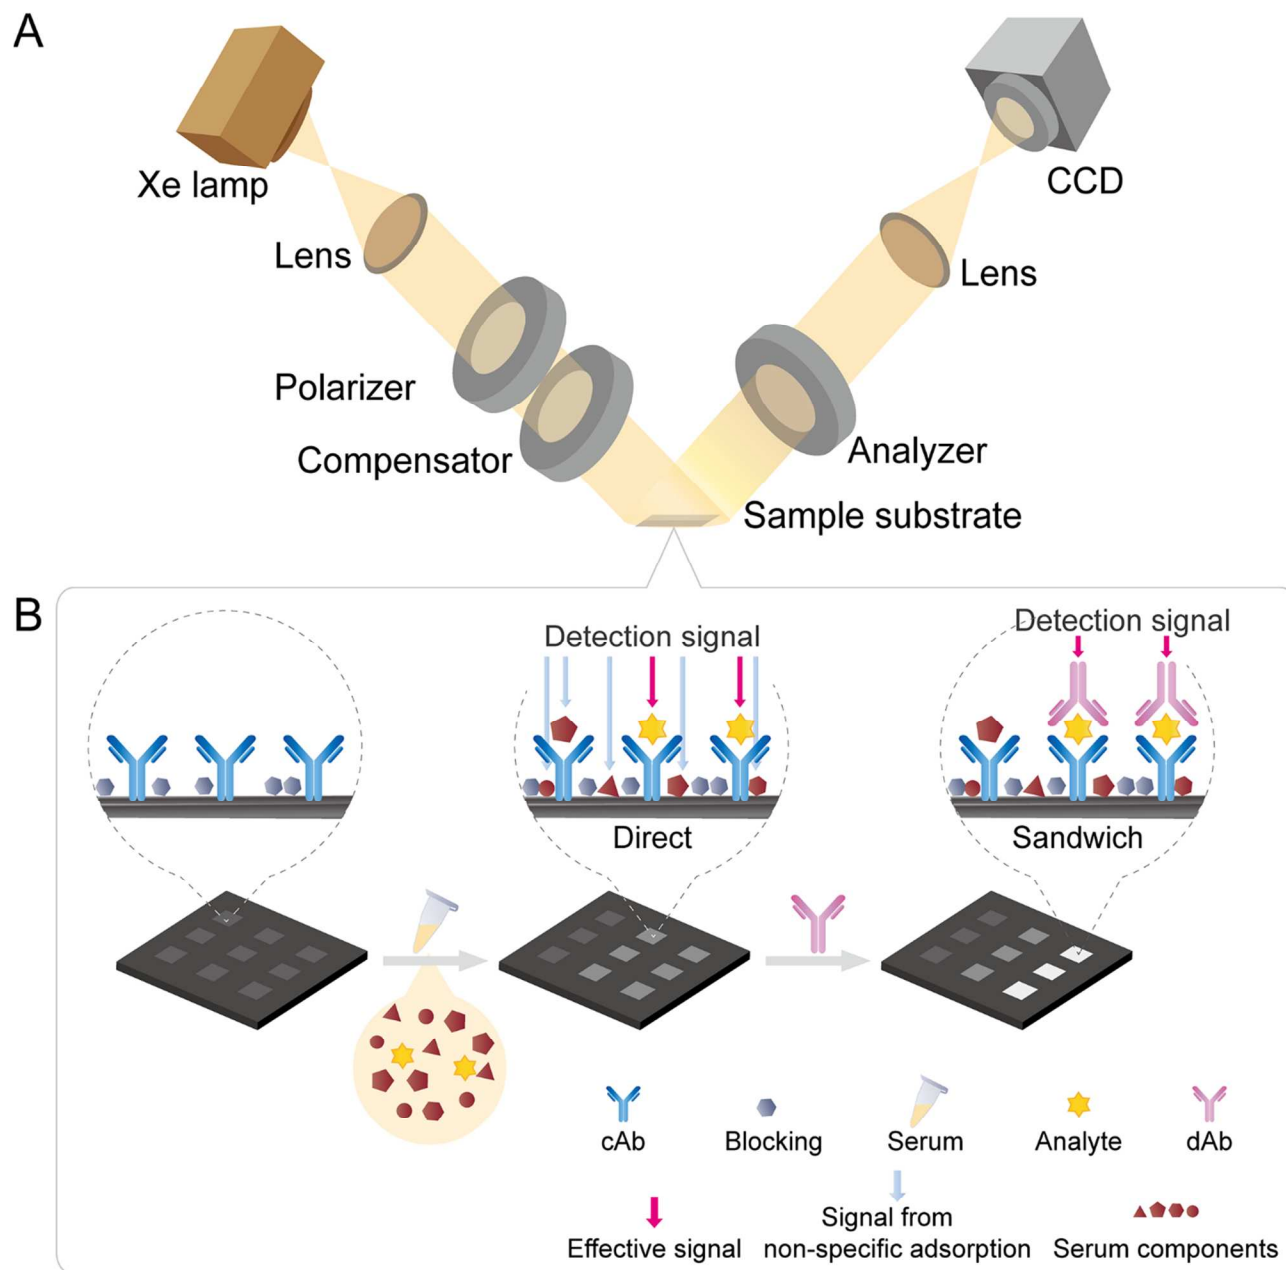 A
Xe lamp
CCD
Lens
Lens
Polarizer
Compensator
Analyzer
Sample substrate
B
Detection signal
Detection signal
Direct
Sandwich
cAb
Blocking
Serum
Analyte
dAb
Effective signal
Signal from
non-specific adsorption
Serum components